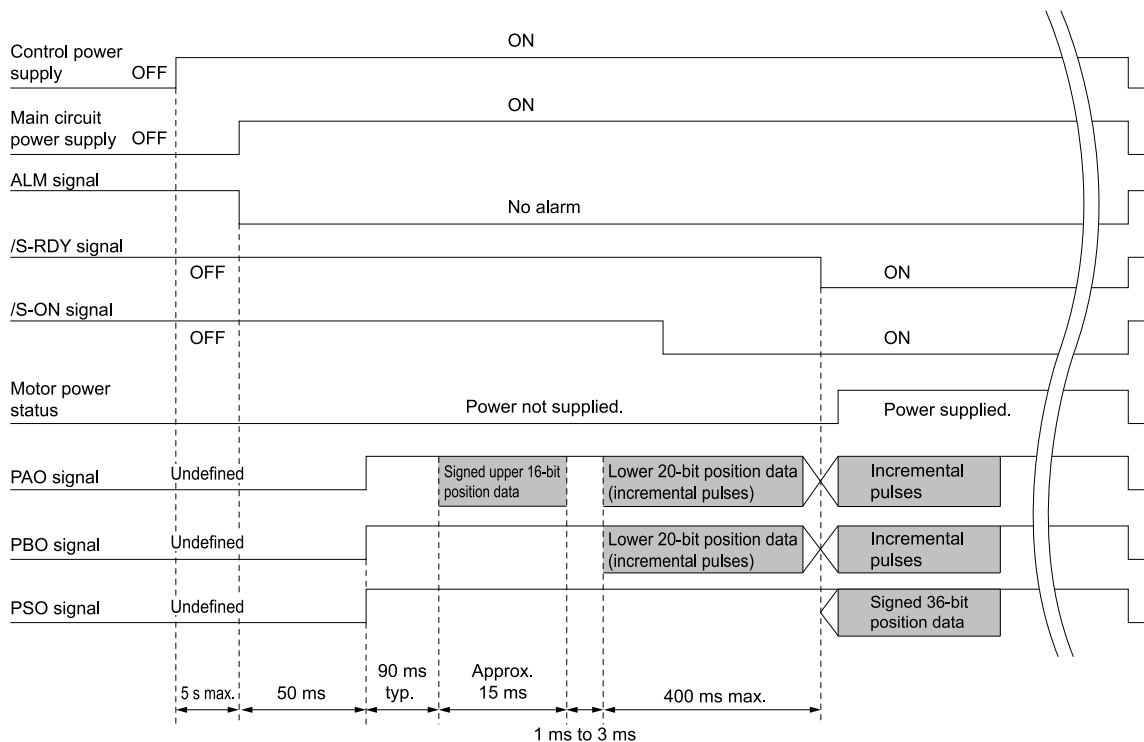 ON
Control power
supply OFF
ON
Main circuit
power supply OFF
ALM signal
No alarm
/S-RDY signal
OFF ON
/S-ON signal
OFF ON
Motor power
status
Power not supplied. Power supplied.
PAO signal Undefined
Signed upper 16-bit
position data
Lower 20-bit position data
(incremental pulses)
Incremental
pulses
PBO signal Undefined
Lower 20-bit position data
(incremental pulses)
Incremental
pulses
PSO signal Undefined
Signed 36-bit
position data
5 s max.
50 ms
90 ms
typ.
Approx.
15 ms
400 ms max.
1 ms to 3 ms